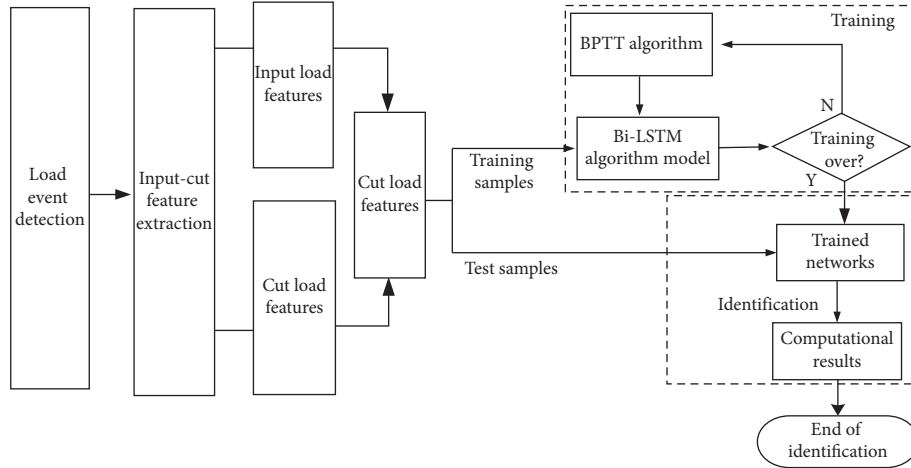 Load
event
detection
Input-cut
feature
extraction
Input load
features
Cut load
features
Cut load
features
Training
samples
Test samples
Training
BPTT algorithm
Bi-LSTM
algorithm model
N
Training
over?
Y
Trained
networks
Identification
Computational
results
End of
identification